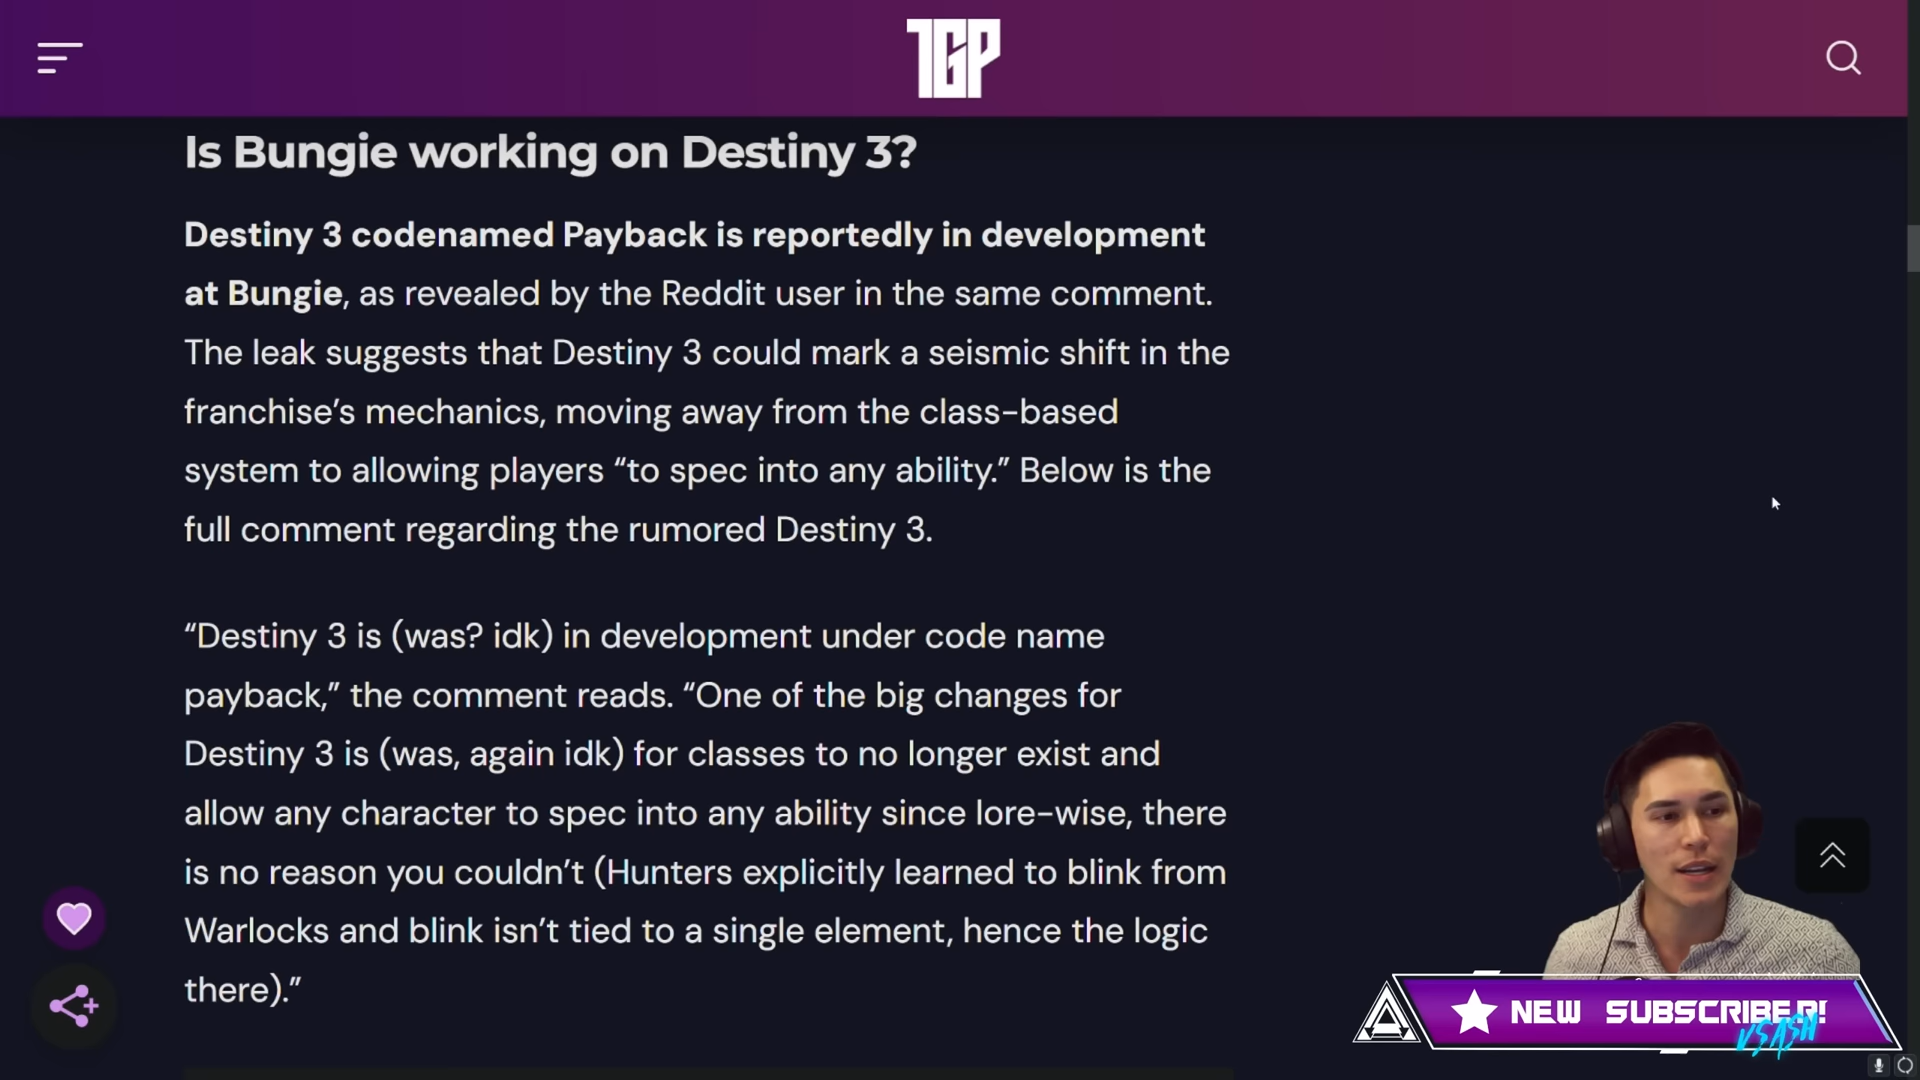 TGP
Is Bungie working on Destiny 3?
Destiny 3 codenamed Payback is reportedly in development
at Bungie, as revealed by the Reddit user in the same comment.
The leak suggests that Destiny 3 could mark a seismic shift in the
franchise’s mechanics, moving away from the class-based
system to allowing players “to spec into any ability.” Below is the
full comment regarding the rumored Destiny 3.
“Destiny 3 is (was? idk) in development under code name
payback,” the comment reads. “One of the big changes for
Destiny 3 is (was, again idk) for classes to no longer exist and
allow any character to spec into any ability since lore-wise, there
is no reason you couldn’t (Hunters explicitly learned to blink from
Warlocks and blink isn’t tied to a single element, hence the logic
there).”
NEW SUBSCRIBER!
VSASH